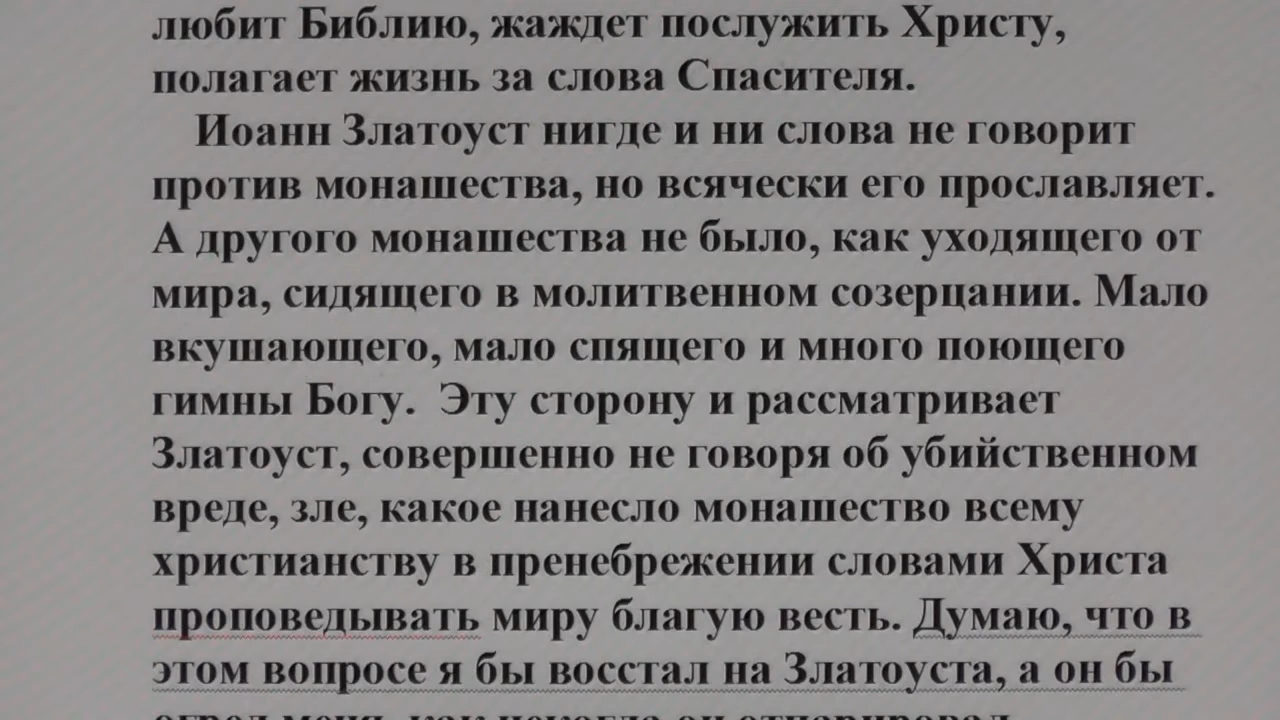 любит Библию, жаждет послужить Христу,
полагает жизнь за слова Спасителя.
Иоанн Златоуст нигде и ни слова не говорит
против монашества, но всячески его прославляет.
А другого монашества не было, как уходящего от
мира, сидящего в молитвенном созерцании. Мало
вкушающего, мало спящего и много поющего
гимны Богу. Эту сторону и рассматривает
Златоуст, совершенно не говоря об убийственном
вреде, зле, какое нанесло монашество всему
христианству в пренебрежении словами Христа
проповедывать миру благую весть. Думаю, что в
этом вопросе я бы восстал на Златоуста, а он бы